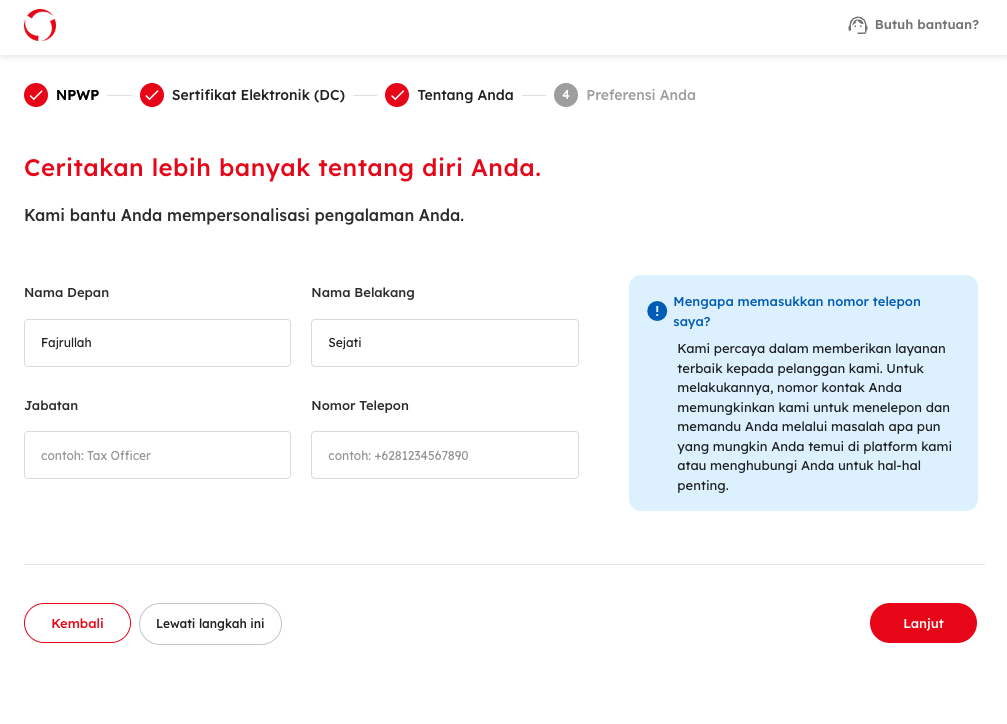 Butuh bantuan?
NPWP
Sertifikat Elektronik (DC)
Tentang Anda
4 Preferensi Anda
Ceritakan lebih banyak tentang diri Anda.
Kami bantu Anda mempersonalisasi pengalaman Anda.
Nama Depan
Nama Belakang
Fajrullah
Sejati
Jabatan
Nomor Telepon
contoh: Tax Officer
contoh: +6281234567890
Mengapa memasukkan nomor telepon
saya?
Kami percaya dalam memberikan layanan
terbaik kepada pelanggan kami. Untuk
melakukannya, nomor kontak Anda
memungkinkan kami untuk menelepon dan
memandu Anda melalui masalah apa pun
yang mungkin Anda temui di platform kami
atau menghubungi Anda untuk hal-hal
penting.
Kembali
Lewati langkah ini
Lanjut